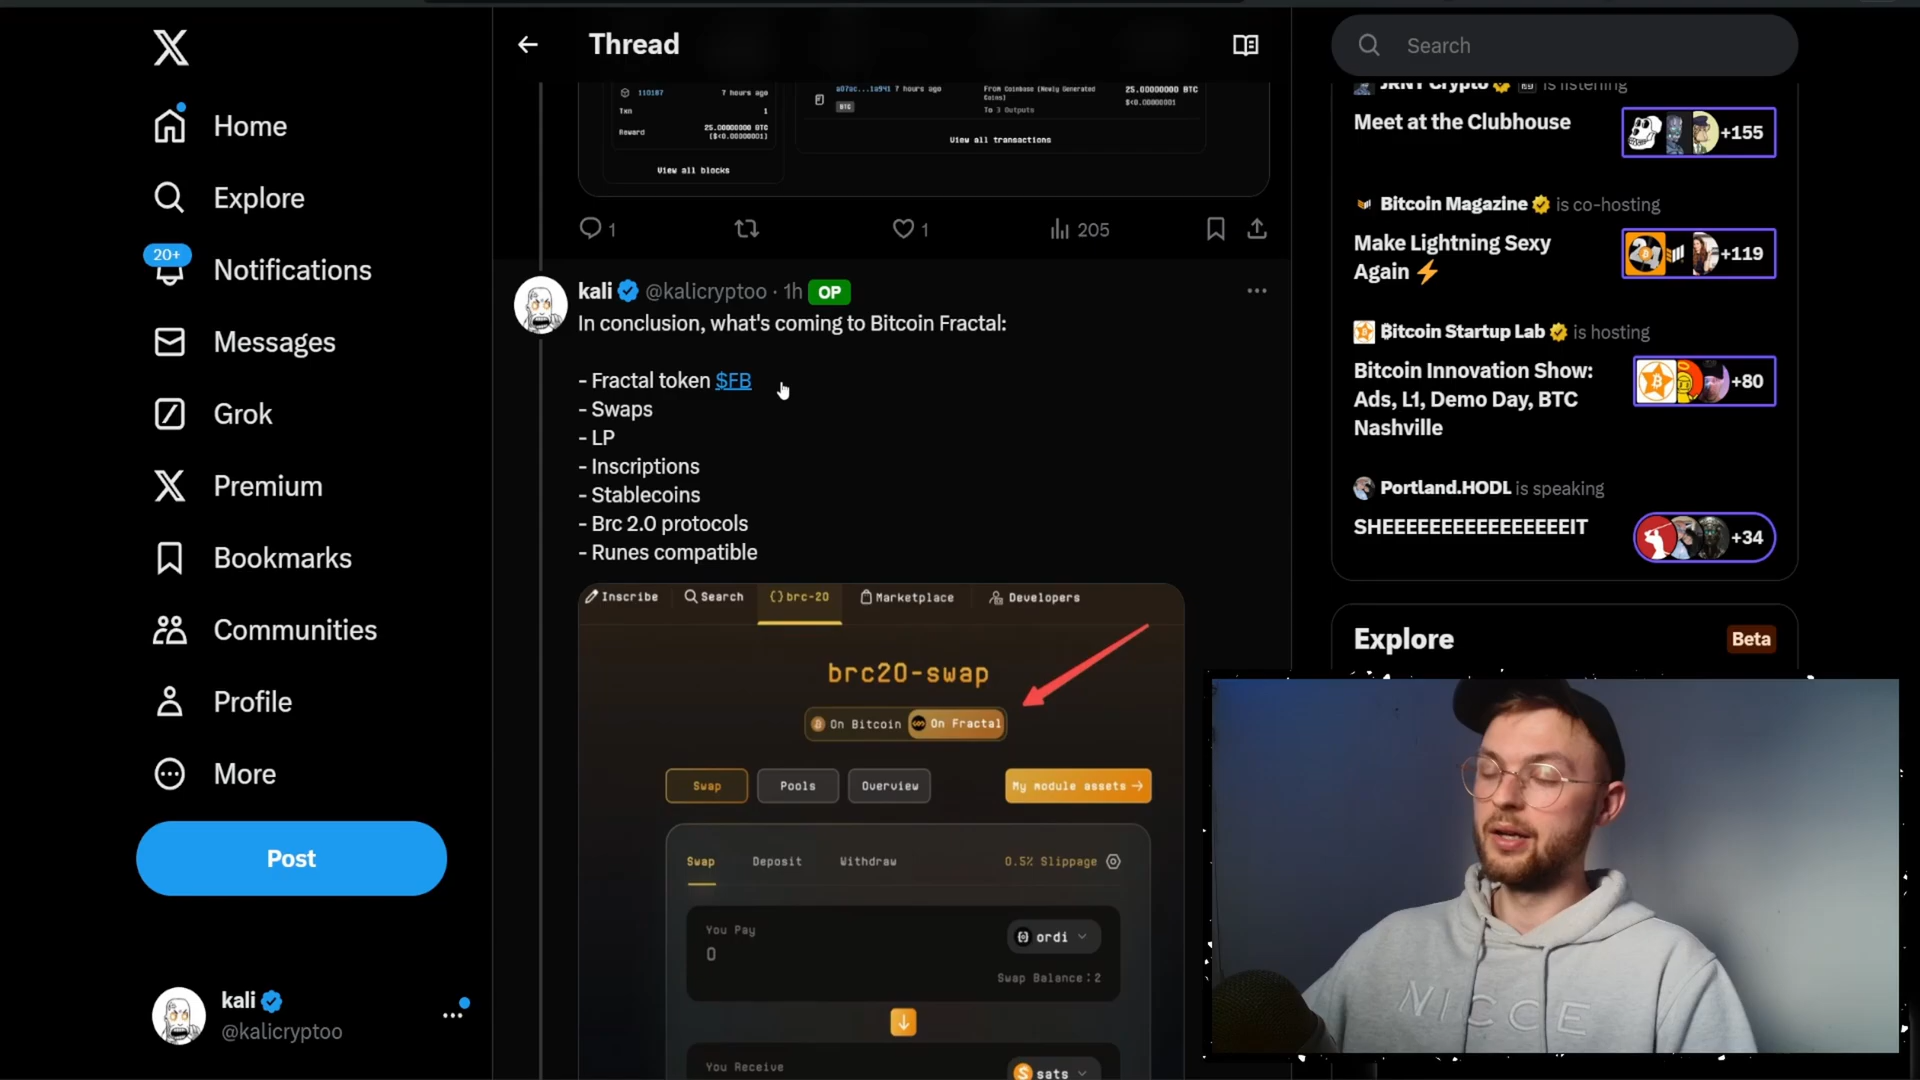 Home
Explore
20+
Notifications
Messages
Grok
Premium
Bookmarks
Communities
Profile
More
Post
kali
@kalicryptoo
Thread
110187 7 hours ago
Txn 1
Reward 25.00000000 BTC
($<0.00000001)
View all blocks
a07ac...1a941 7 hours ago
BTC
From Coinbase (Newly Generated
Coins)
To 3 Outputs
25.00000000 BTC
$<0.00000001
View all transactions
1
1
205
kali @kalicryptoo · 1h OP
In conclusion, what's coming to Bitcoin Fractal:
- Fractal token $FB
- Swaps
- LP
- Inscriptions
- Stablecoins
- Brc 2.0 protocols
- Runes compatible
Inscribe Search brc-20 Marketplace Developers
brc20-swap
On Bitcoin On Fractal
Swap Pools Overview My module assets →
Swap Deposit Withdraw 0.5% Slippage
You Pay
0
ordi
Swap Balance:2
You Receive
sats
Search
JRNY Crypto is listening
Meet at the Clubhouse
+155
Bitcoin Magazine is co-hosting
Make Lightning Sexy
Again ⚡
+119
₿itcoin Startup Lab is hosting
Bitcoin Innovation Show:
Ads, L1, Demo Day, BTC
Nashville
+80
Portland.HODL is speaking
SHEEEEEEEEEEEEEEEIT
+34
Explore
Beta
NICCE